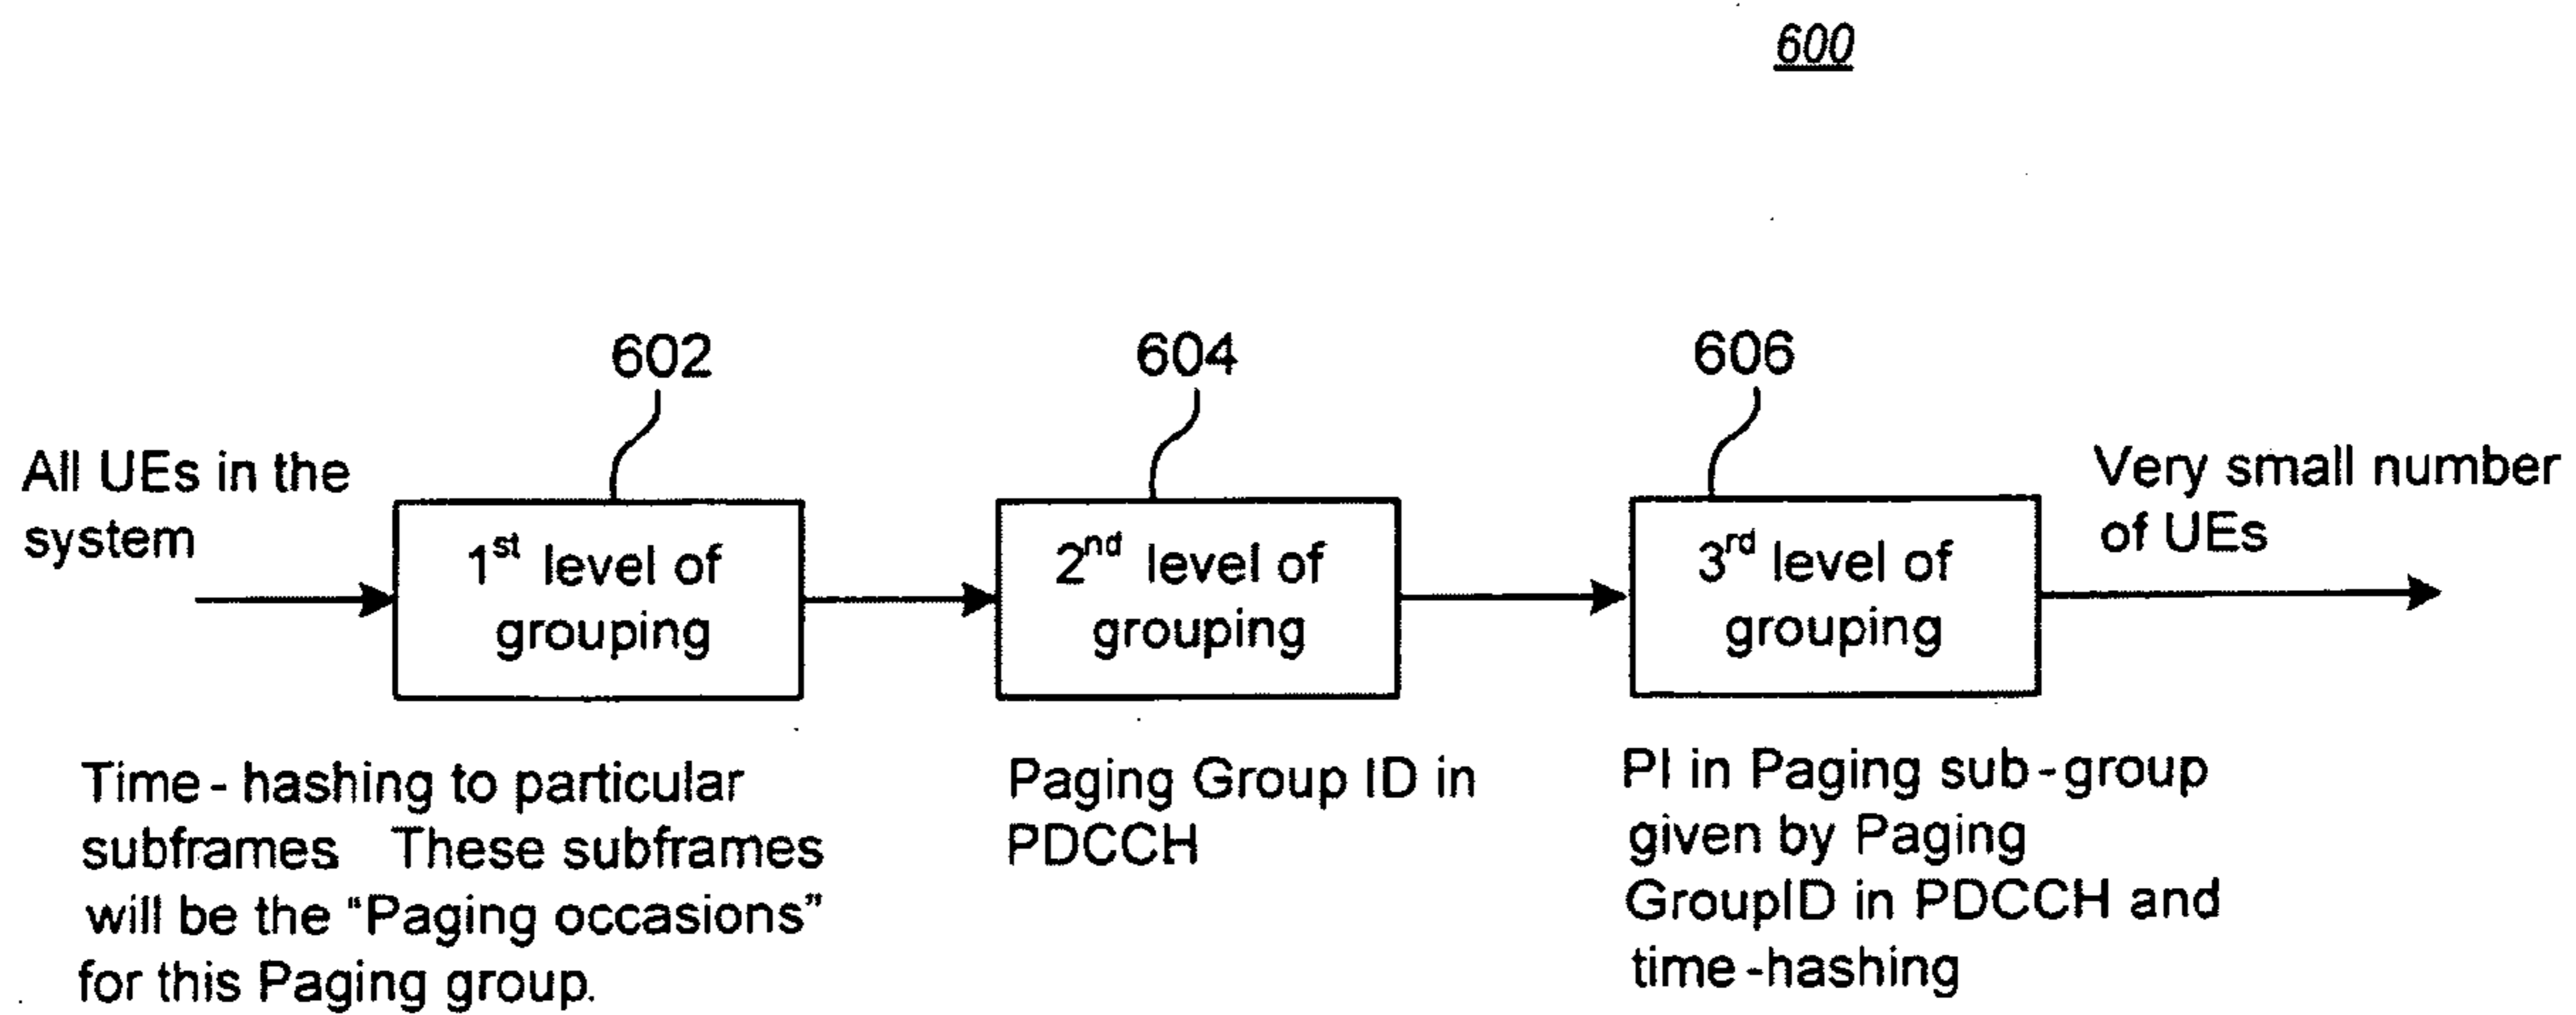 600
602
604
606
All UEs in the
system
1st level of
grouping
2nd level of
grouping
3rd level of
grouping
Very small number
of UEs
Time-hashing to particular
subframes These subframes
will be the "Paging occasions"
for this Paging group.
Paging Group ID in
PDCCH
PI in Paging sub-group
given by Paging
GroupID in PDCCH and
time-hashing